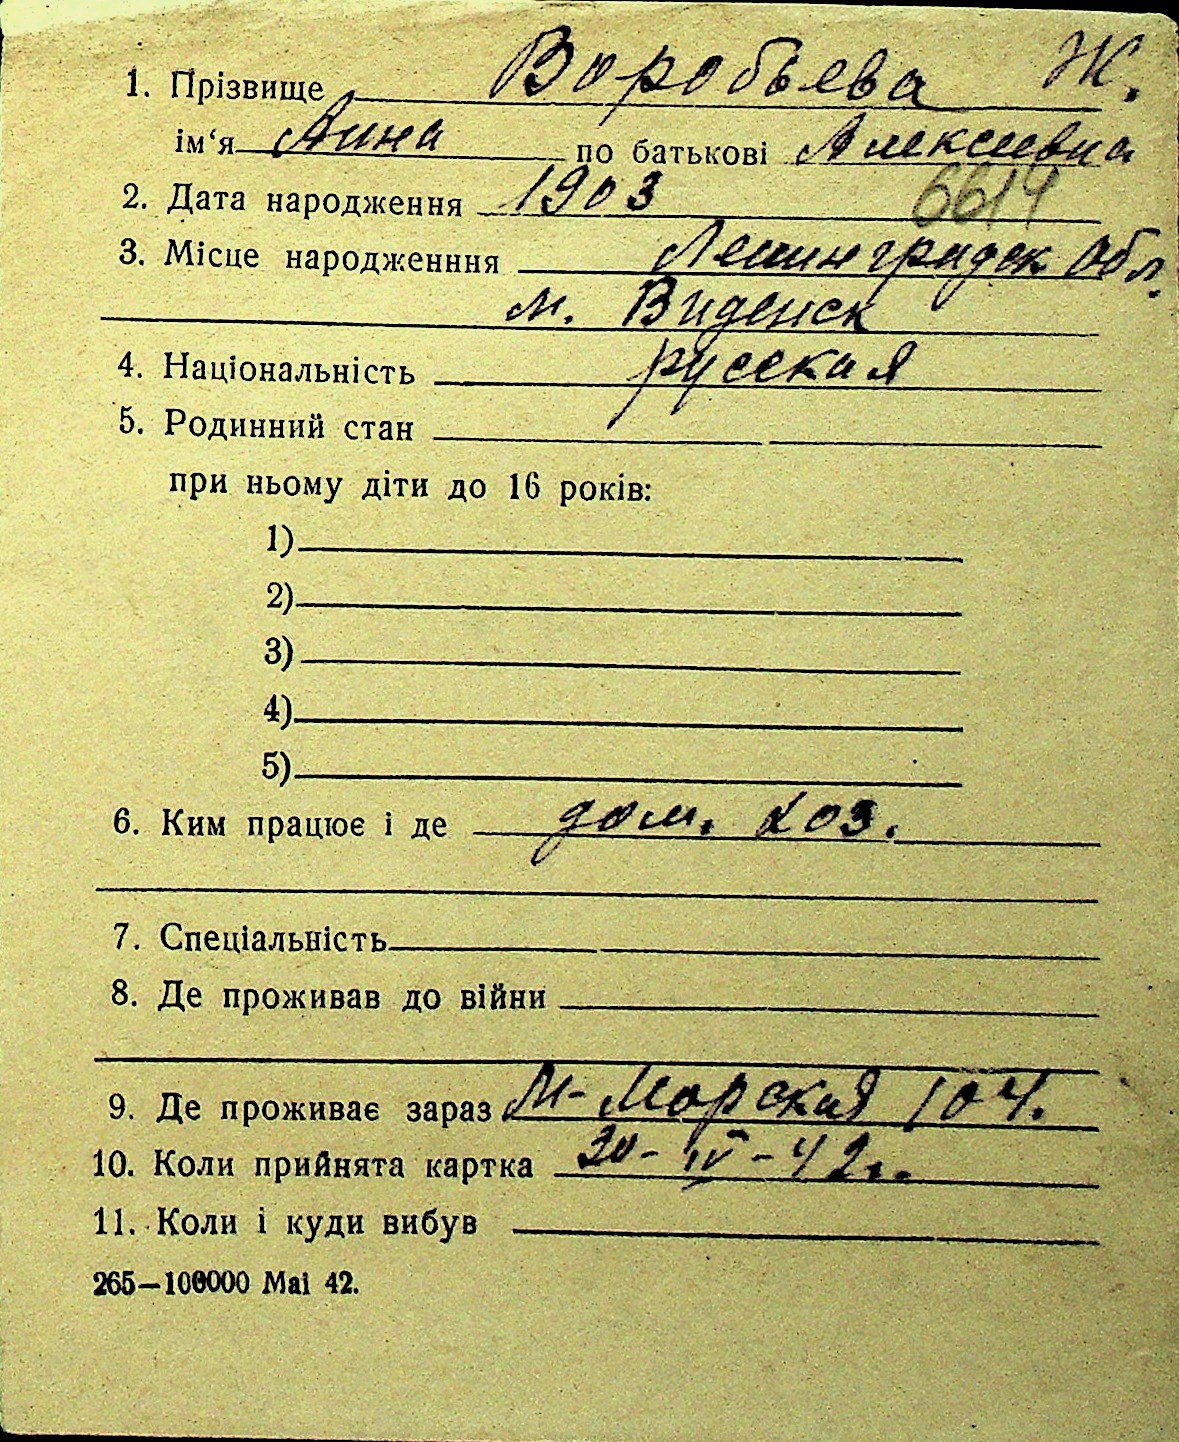 1. Прізвище Воробьева Ж.
ім‘я Анна по батькові Алексеевна
2. Дата народження 1903 6614
3. Місце народженння Ленинградск обл.
м. Виденск
4. Національність русская
5. Родинний стан
при ньому діти до 16 років:
1)
2)
3)
4)
5)
6. Ким працює і де дом. хоз.
7. Спеціальність
8. Де проживав до війни
9. Де проживає зараз М-Морская 104.
10. Коли прийнята картка 30-IV-42г.
11. Коли і куди вибув
265—100000 Mai 42.